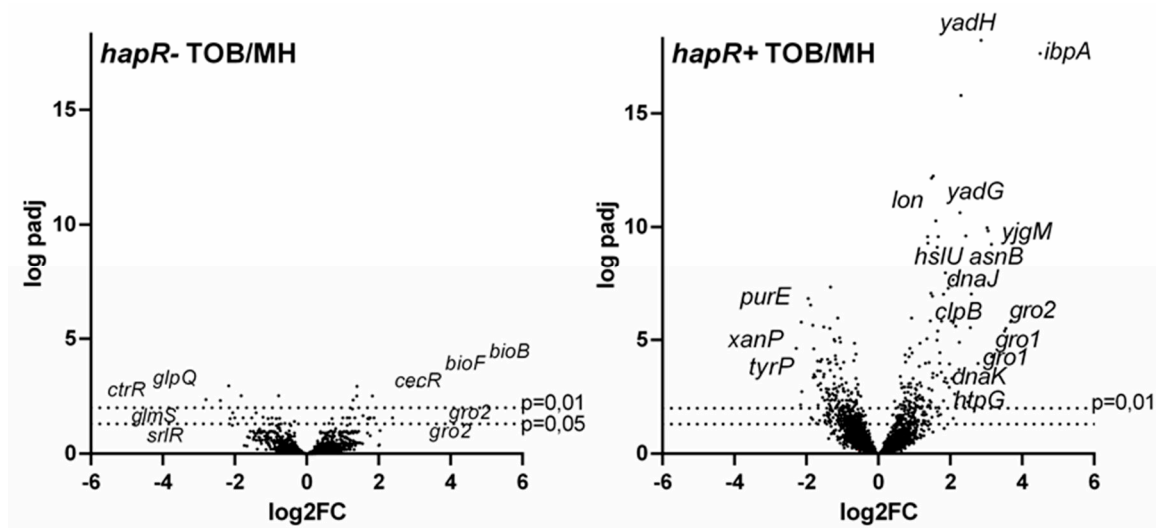 hapR- TOB/MH
log padj
15
10
5
0
ctrR
glpQ
glmS
srlR
cecR
bioF
bioB
gro2
gro2
p=0,01
p=0,05
-6 -4 -2 0 2 4 6
log2FC
yadH
ibpA
hapR+ TOB/MH
log padj
15
10
5
0
lon
yadG
yjgM
hslU asnB
dnaJ
purE
clpB
gro2
xanP
gro1
gro1
tyrP
dnaK
htpG
p=0,01
-6 -4 -2 0 2 4 6
log2FC